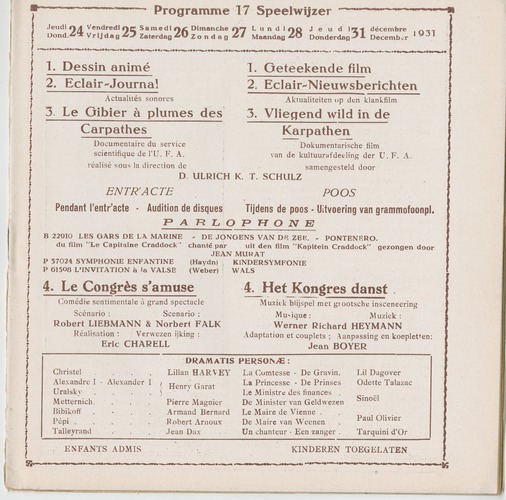 Programme 17 Speelwijzer
Jeudi Dond. 24 Vendredi Vrijdag 25 Samedi Zaterdag 26 Dimanche Zondag 27 Lundi Maandag 28 Jeudi Donderdag 31 décembre December 1931
1. Dessin animé
2. Eclair-Journal
Actualités sonores
3. Le Gibier à plumes des
Carpathes
Documentaire du service
scientifique de l'U. F. A.
réalisé sous la direction de
1. Geteekende film
2. Eclair-Nieuwsberichten
Aktualiteiten op den klankfilm
3. Vliegend wild in de
Karpathen
Dokumentarische film
van de kultuurafdeeling der U. F. A.
samengesteld door
D. ULRICH K. T. SCHULZ
ENTR'ACTE
POOS
Pendant l'entr'acte - Audition de disques
Tijdens de poos - Uitvoering van grammofoonpl.
PARLOPHONE
B 22910 LES GARS DE LA MARINE - DE JONGENS VAN DE ZEE. - PONTENERO.
du film "Le Capitaine Craddock" chanté par uit den film "Kapitein Craddock" gezongen door
JEAN MURAT
P 57024 SYMPHONIE ENFANTINE (Haydn) KINDERSYMFONIE
P 61508 L'INVITATION à la VALSE (Weber) WALS
4. Le Congrès s'amuse
Comédie sentimentale à grand spectacle
Scénario : Scenario :
Robert LIEBMANN & Norbert FALK
Réalisation : Verwezenlijking :
Eric CHARELL
4. Het Kongres danst
Muziek blijspel met grootsche insceneering
Musique : Muziek :
Werner Richard HEYMANN
Adaptation et couplets ; Aanpassing en koepletten:
Jean BOYER
DRAMATIS PERSONÆ :
Christel Lilian HARVEY
Alexandre I - Alexander I
Uralsky Henry Garat
Metternich. Pierre Magnier
Bibikoff Armand Bernard
Pépi Robert Arnoux
Talleyrand Jean Dax
La Comtesse - De Gravin. Lil Dagover
La Princesse - De Prinses Odette Talazac
Le Ministre des finances
De Minister van Geldwezen Sinoël
Le Maire de Vienne
De Maire van Weenen Paul Olivier
Un chanteur - Een zanger Tarquini d'Or
ENFANTS ADMIS
KINDEREN TOEGELATEN